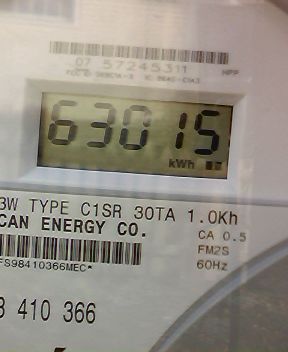 07 57245311
NPP
63015
kWh
3W TYPE C1SR 30TA 1.0Kh
CAN ENERGY CO.
CA 0.5
FM2S
60Hz
FS98410366MEC*
410 366